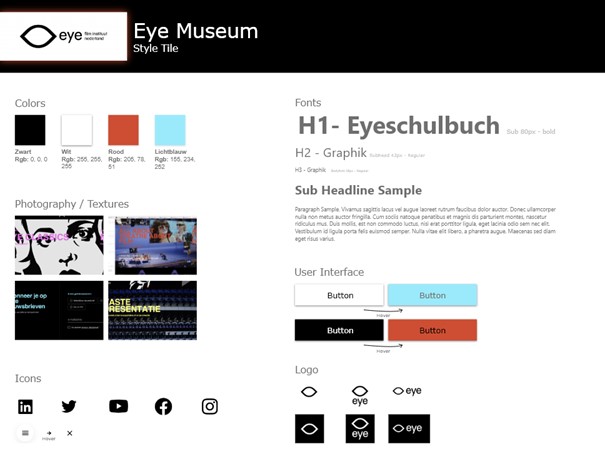 eye film instituut
nederland
Eye Museum
Style Tile
Colors
Zwart
Rgb: 0, 0, 0
Wit
Rgb: 255, 255,
255
Rood
Rgb: 205, 78,
51
Lichtblauw
Rgb: 155, 234,
252
Photography / Textures
nneer je op
uwsbrieven
ASTE
RESENTATIE
Icons
Hover
Fonts
H1- Eyeschulbuch Sub 80px - bold
H2 - Graphik
H3 - Graphik
Sub Headline Sample
Paragraph Sample. Vivamus sagittis lacus vel augue laoreet rutrum faucibus dolor auctor. Donec ullamcorper
nulla non metus auctor fringilla. Cum sociis natoque penatibus et magnis dis parturient montes, nascetur
ridiculus mus. Duis mollis, est non commodo luctus, nisi erat porttitor ligula, eget lacinia odio sem nec elit.
Vestibulum id ligula porta felis euismod semper. Nulla vitae elit libero, a pharetra augue. Maecenas sed diam
eget risus varius.
User Interface
Button Button
Hover
Button Button
Hover
Logo
eye eye
eye eye